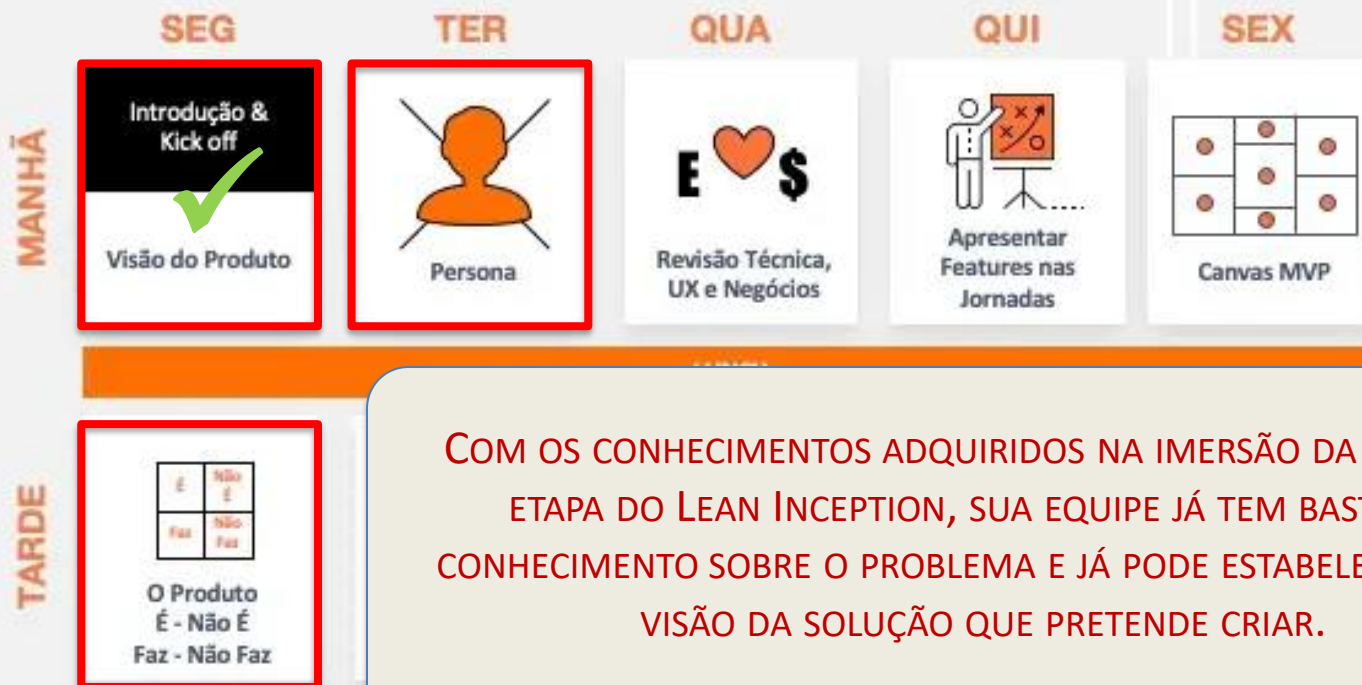 SEG TER QUA QUI SEX
MANHÃ
Introdução &
Kick off
Visão do Produto
Persona
E $
Revisão Técnica,
UX e Negócios
Apresentar
Features nas
Jornadas
Canvas MVP
TARDE
É Não É
Faz Não Faz
O Produto
É - Não É
Faz - Não Faz
COM OS CONHECIMENTOS ADQUIRIDOS NA IMERSÃO DA
ETAPA DO LEAN INCEPTION, SUA EQUIPE JÁ TEM BAS
CONHECIMENTO SOBRE O PROBLEMA E JÁ PODE ESTABELE
VISÃO DA SOLUÇÃO QUE PRETENDE CRIAR.